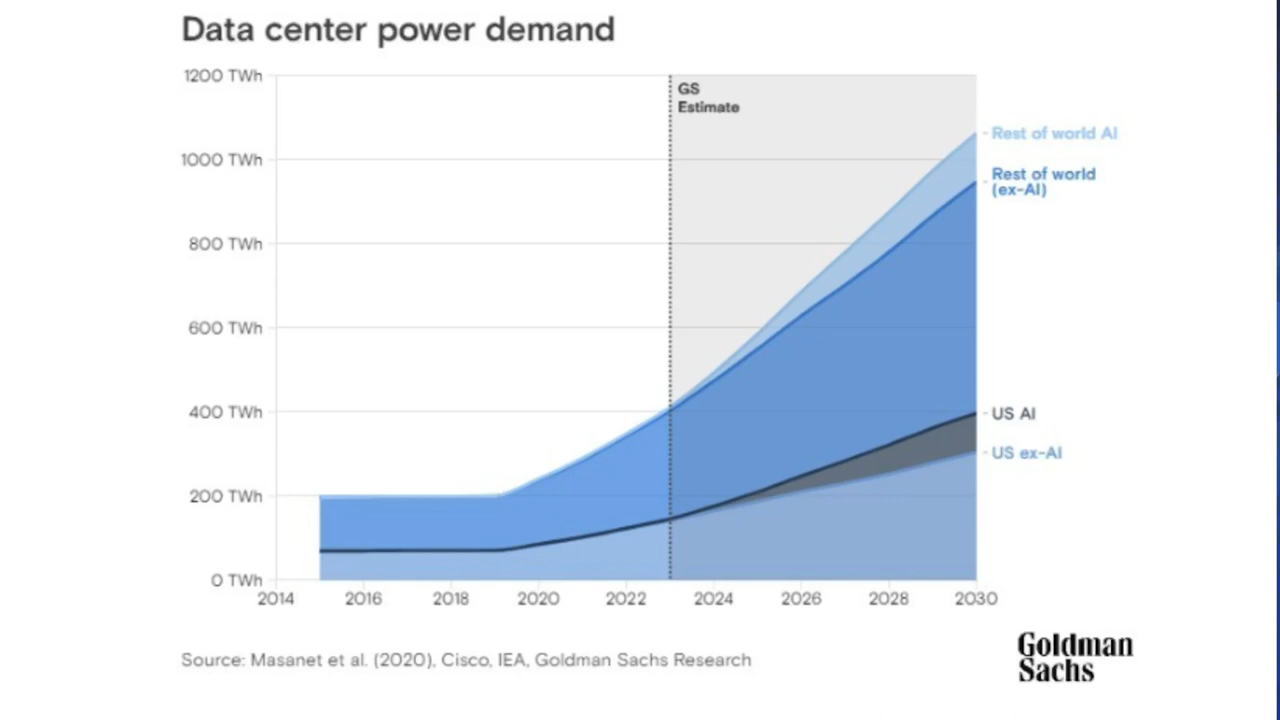 Data center power demand
1200 TWh
1000 TWh
800 TWh
600 TWh
400 TWh
200 TWh
0 TWh
GS
Estimate
Rest of world AI
Rest of world
(ex-AI)
US AI
US ex-AI
2014 2016 2018 2020 2022 2024 2026 2028 2030
Source: Masanet et al. (2020), Cisco, IEA, Goldman Sachs Research
Goldman
Sachs